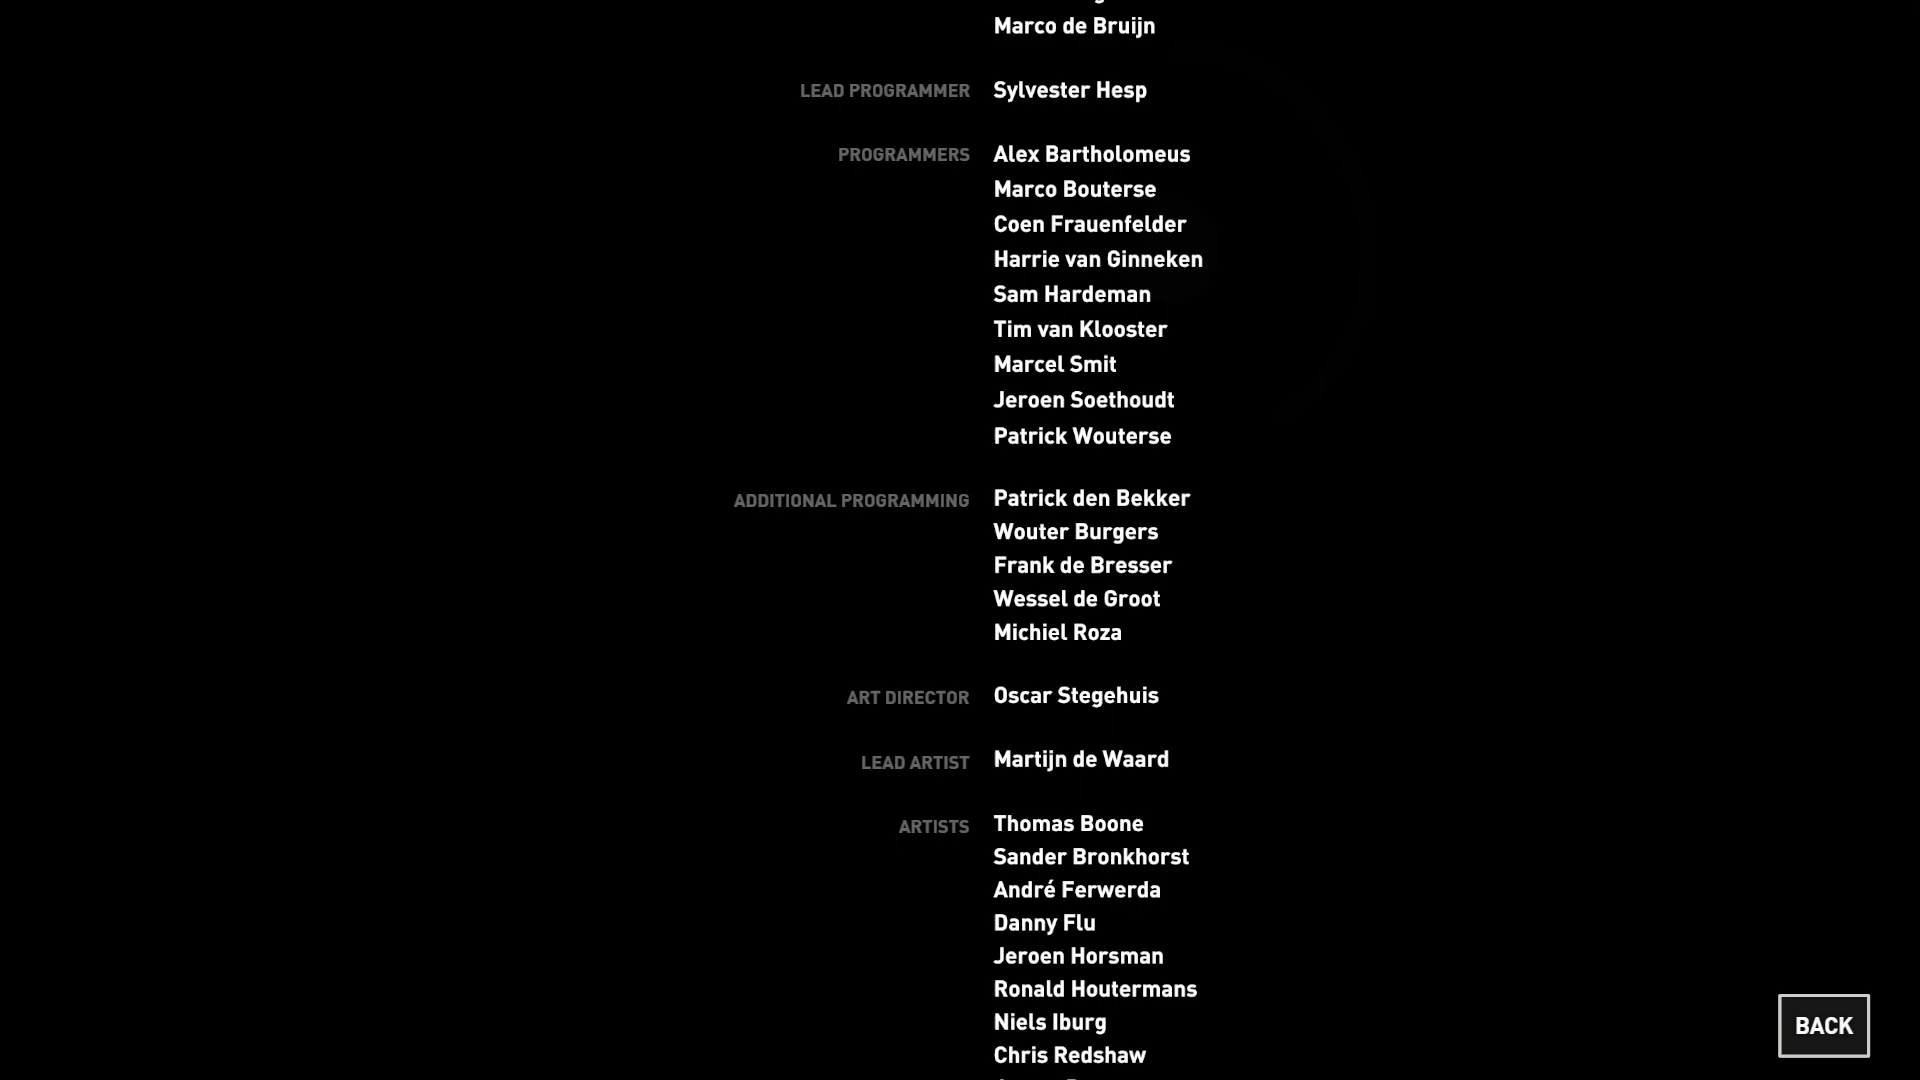 Marco de Bruijn
LEAD PROGRAMMER Sylvester Hesp
PROGRAMMERS Alex Bartholomeus
Marco Bouterse
Coen Frauenfelder
Harrie van Ginneken
Sam Hardeman
Tim van Klooster
Marcel Smit
Jeroen Soethoudt
Patrick Wouterse
ADDITIONAL PROGRAMMING Patrick den Bekker
Wouter Burgers
Frank de Bresser
Wessel de Groot
Michiel Roza
ART DIRECTOR Oscar Stegehuis
LEAD ARTIST Martijn de Waard
ARTISTS Thomas Boone
Sander Bronkhorst
André Ferwerda
Danny Flu
Jeroen Horsman
Ronald Houtermans
Niels Iburg
Chris Redshaw
BACK